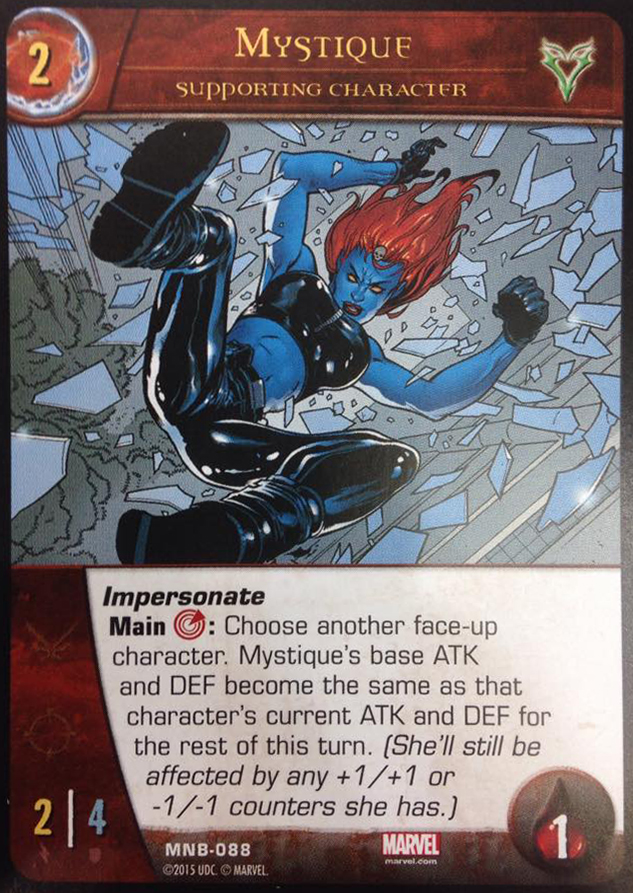 2
Mystique
Supporting Character
Impersonate
Main : Choose another face-up
character. Mystique's base ATK
and DEF become the same as that
character's current ATK and DEF for
the rest of this turn. (She'll still be
affected by any +1/+1 or
-1/-1 counters she has.)
2 | 4
1
MNB-088
©2015 UDC. © MARVEL.
MARVEL
marvel.com